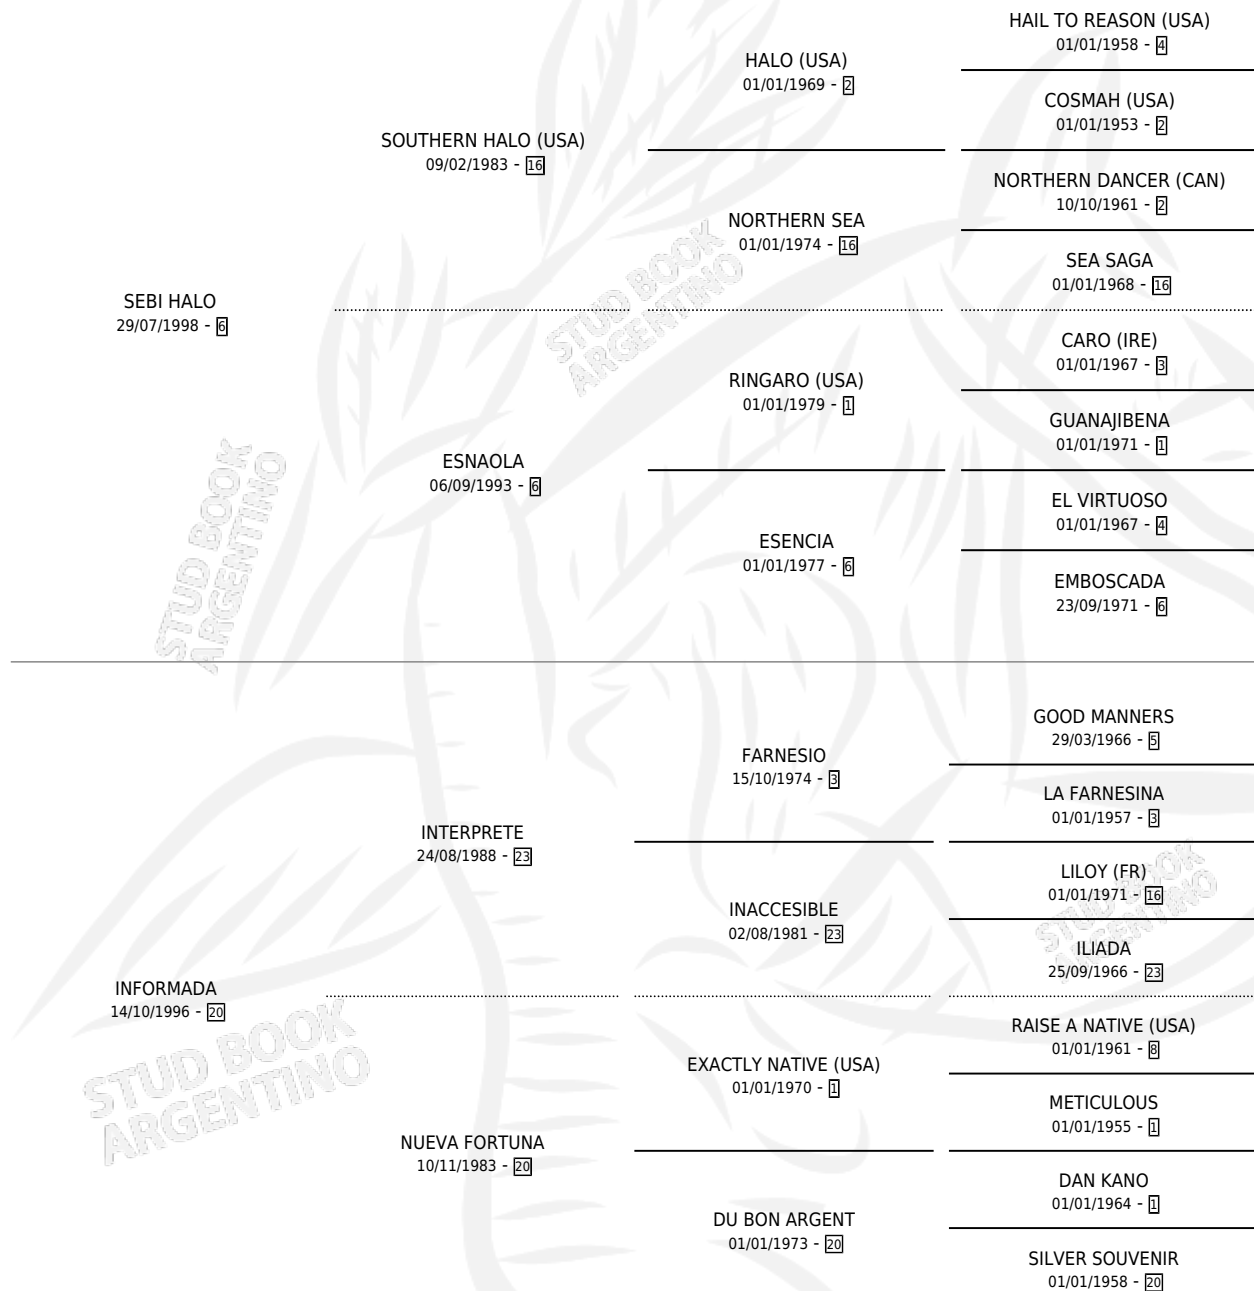 HAIL TO REASON (USA)
01/01/1958 - 4
HALO (USA)
01/01/1969 - 2
COSMAH (USA)
01/01/1953 - 2
SOUTHERN HALO (USA)
09/02/1983 - 16
NORTHERN DANCER (CAN)
10/10/1961 - 2
NORTHERN SEA
01/01/1974 - 16
SEA SAGA
01/01/1968 - 16
SEBI HALO
29/07/1998 - 6
CARO (IRE)
01/01/1967 - 3
RINGARO (USA)
01/01/1979 - 1
GUANAJIBENA
01/01/1971 - 1
ESNAOLA
06/09/1993 - 6
EL VIRTUOSO
01/01/1967 - 4
ESENCIA
01/01/1977 - 6
EMBOSCADA
23/09/1971 - 6
GOOD MANNERS
29/03/1966 - 5
FARNESIO
15/10/1974 - 3
LA FARNESINA
01/01/1957 - 3
INTERPRETE
24/08/1988 - 23
LILOY (FR)
01/01/1971 - 16
INACCESIBLE
02/08/1981 - 23
ILIADA
25/09/1966 - 23
INFORMADA
14/10/1996 - 20
RAISE A NATIVE (USA)
01/01/1961 - 8
EXACTLY NATIVE (USA)
01/01/1970 - 1
METICULOUS
01/01/1955 - 1
NUEVA FORTUNA
10/11/1983 - 20
DAN KANO
01/01/1964 - 1
DU BON ARGENT
01/01/1973 - 20
SILVER SOUVENIR
01/01/1958 - 20
STUD BOOK
ARGENTINO
STUD BOOK
ARGENTINO
STUD BOOK
ARGENTINO
STUD BOOK
ARGENTINO